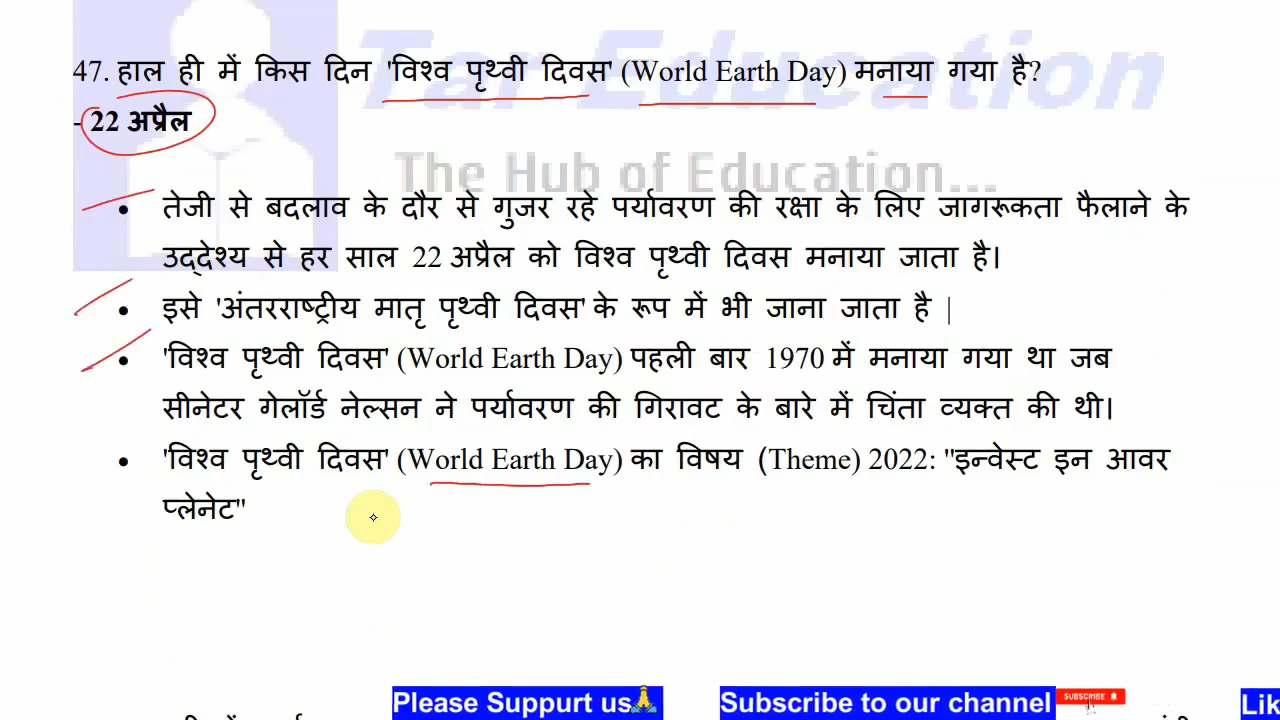 Tar Education
47. हाल ही में किस दिन 'विश्व पृथ्वी दिवस' (World Earth Day) मनाया गया है?
- 22 अप्रैल
The Hub of Education...
• तेजी से बदलाव के दौर से गुजर रहे पर्यावरण की रक्षा के लिए जागरूकता फैलाने के
उद्देश्य से हर साल 22 अप्रैल को विश्व पृथ्वी दिवस मनाया जाता है।
• इसे 'अंतरराष्ट्रीय मातृ पृथ्वी दिवस' के रूप में भी जाना जाता है |
• 'विश्व पृथ्वी दिवस' (World Earth Day) पहली बार 1970 में मनाया गया था जब
सीनेटर गेलॉर्ड नेल्सन ने पर्यावरण की गिरावट के बारे में चिंता व्यक्त की थी।
• 'विश्व पृथ्वी दिवस' (World Earth Day) का विषय (Theme) 2022: "इन्वेस्ट इन आवर
प्लेनेट"
Please Suppurt us🙏 Subscribe to our channel SUBSCRIBE Lik